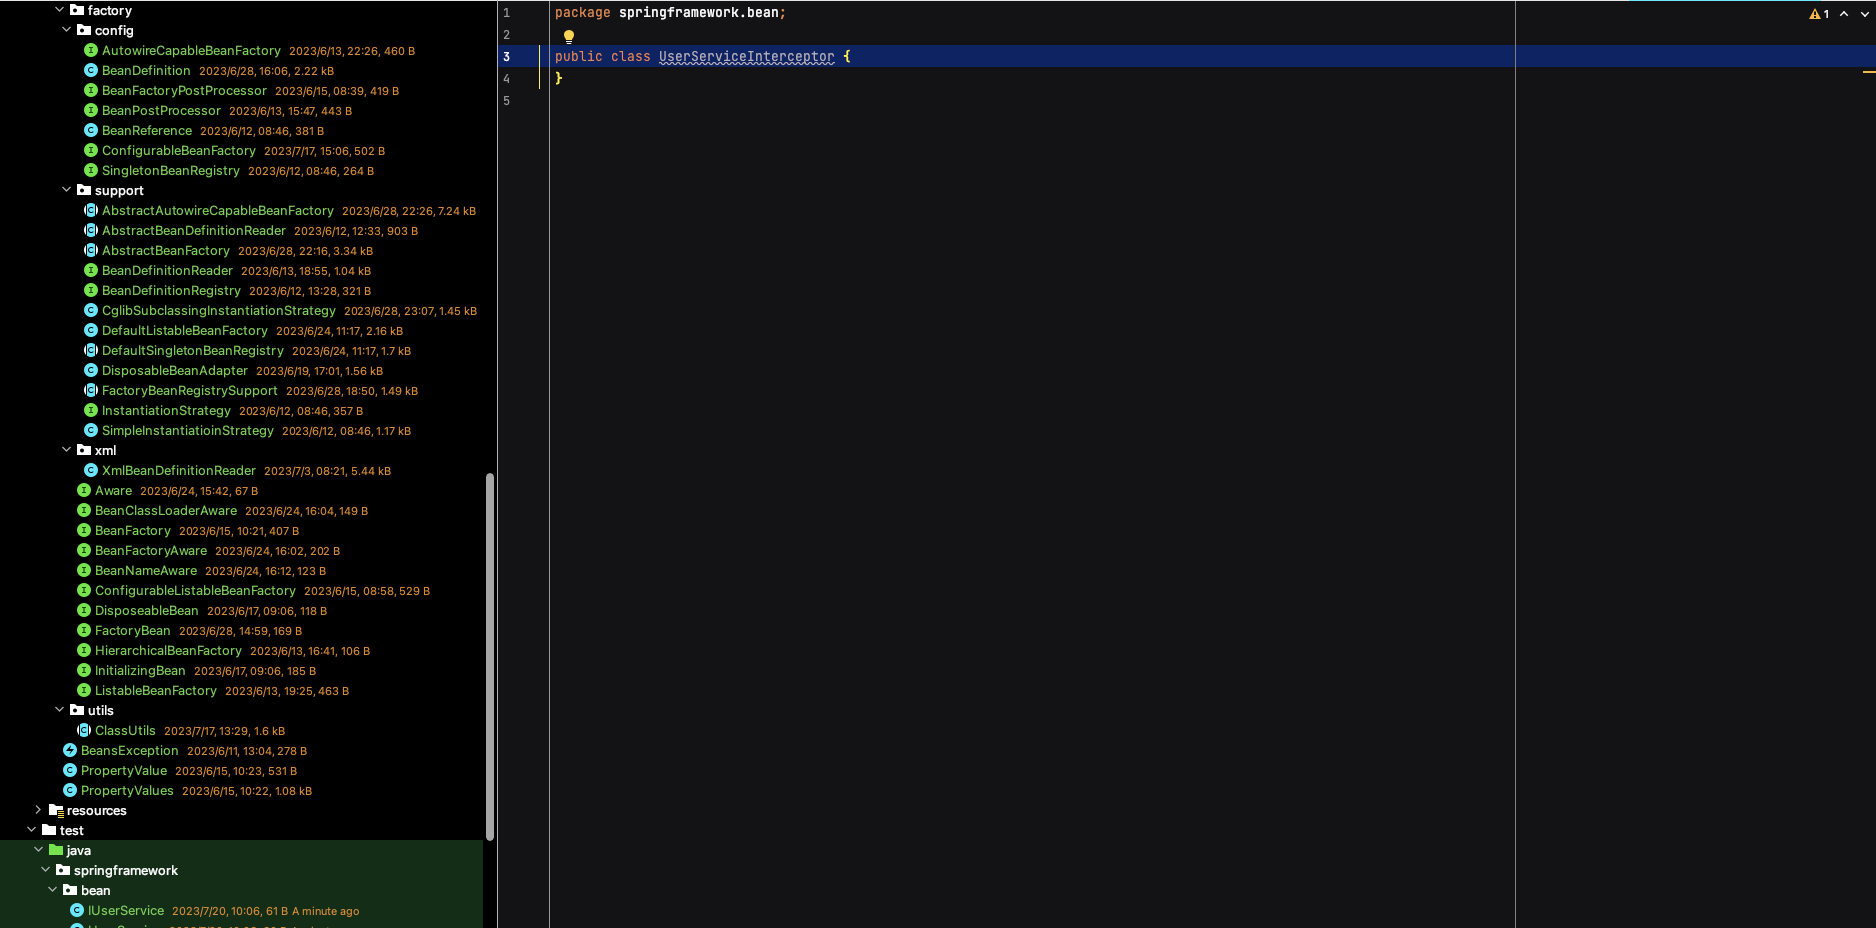 factory
config
AutowireCapableBeanFactory 2023/6/13, 22:26, 460 B
BeanDefinition 2023/6/28, 16:06, 2.22 kB
BeanFactoryPostProcessor 2023/6/15, 08:39, 419 B
BeanPostProcessor 2023/6/13, 15:47, 443 B
BeanReference 2023/6/12, 08:46, 381 B
ConfigurableBeanFactory 2023/7/17, 15:06, 502 B
SingletonBeanRegistry 2023/6/12, 08:46, 264 B
support
AbstractAutowireCapableBeanFactory 2023/6/28, 22:26, 7.24 kB
AbstractBeanDefinitionReader 2023/6/12, 12:33, 903 B
AbstractBeanFactory 2023/6/28, 22:16, 3.34 kB
BeanDefinitionReader 2023/6/13, 18:55, 1.04 kB
BeanDefinitionRegistry 2023/6/12, 13:28, 321 B
CglibSubclassingInstantiationStrategy 2023/6/28, 23:07, 1.45 kB
DefaultListableBeanFactory 2023/6/24, 11:17, 2.16 kB
DefaultSingletonBeanRegistry 2023/6/24, 11:17, 1.7 kB
DisposableBeanAdapter 2023/6/19, 17:01, 1.56 kB
FactoryBeanRegistrySupport 2023/6/28, 18:50, 1.49 kB
InstantiationStrategy 2023/6/12, 08:46, 357 B
SimpleInstantiatioinStrategy 2023/6/12, 08:46, 1.17 kB
xml
XmlBeanDefinitionReader 2023/7/3, 08:21, 5.44 kB
Aware 2023/6/24, 15:42, 67 B
BeanClassLoaderAware 2023/6/24, 16:04, 149 B
BeanFactory 2023/6/15, 10:21, 407 B
BeanFactoryAware 2023/6/24, 16:02, 202 B
BeanNameAware 2023/6/24, 16:12, 123 B
ConfigurableListableBeanFactory 2023/6/15, 08:58, 529 B
DisposeableBean 2023/6/17, 09:06, 118 B
FactoryBean 2023/6/28, 14:59, 169 B
HierarchicalBeanFactory 2023/6/13, 16:41, 106 B
InitializingBean 2023/6/17, 09:06, 185 B
ListableBeanFactory 2023/6/13, 19:25, 463 B
utils
ClassUtils 2023/7/17, 13:29, 1.6 kB
BeansException 2023/6/11, 13:04, 278 B
PropertyValue 2023/6/15, 10:23, 531 B
PropertyValues 2023/6/15, 10:22, 1.08 kB
resources
test
java
springframework
bean
IUserService 2023/7/20, 10:06, 61 B A minute ago
1 package springframework.bean;
2
3 public class UserServiceInterceptor {
4 }
5
1